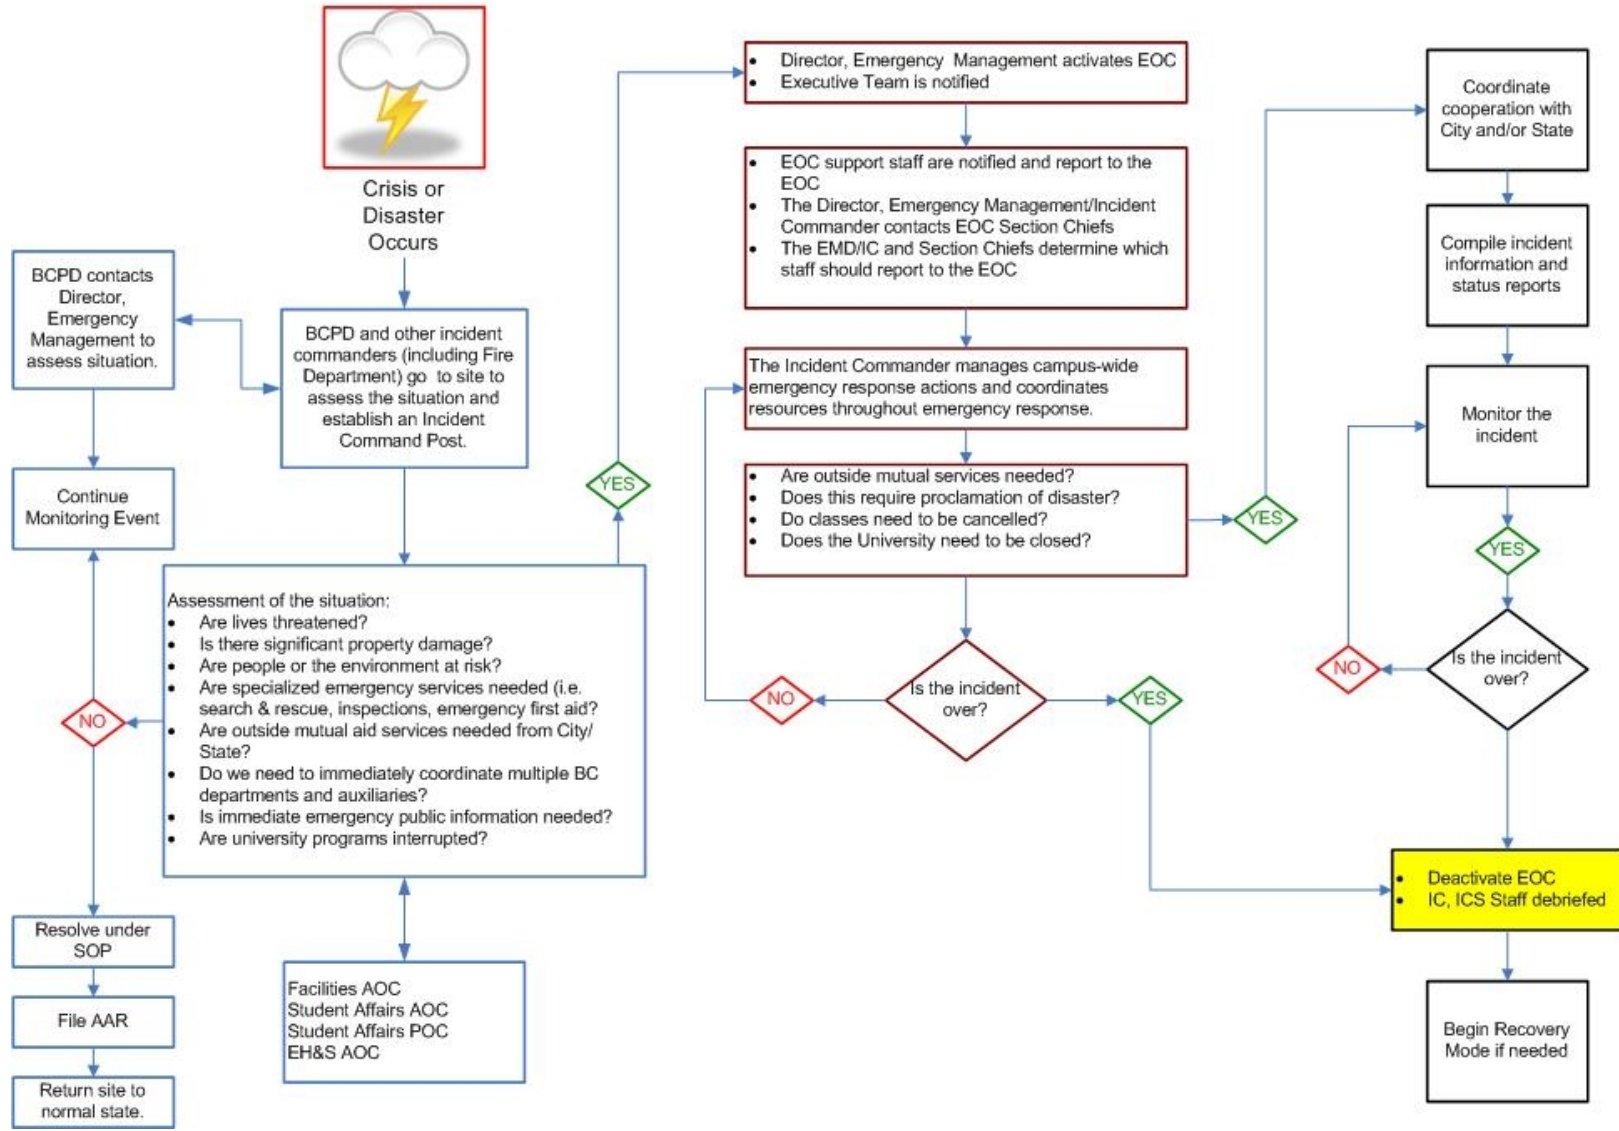 Crisis or
Disaster
Occurs
BCPD contacts
Director,
Emergency
Management to
assess situation.
BCPD and other incident
commanders (including Fire
Department) go to site to
assess the situation and
establish an Incident
Command Post.
Continue
Monitoring Event
NO
Assessment of the situation:
• Are lives threatened?
• Is there significant property damage?
• Are people or the environment at risk?
• Are specialized emergency services needed (i.e.
search & rescue, inspections, emergency first aid?
• Are outside mutual aid services needed from City/
State?
• Do we need to immediately coordinate multiple BC
departments and auxiliaries?
• Is immediate emergency public information needed?
• Are university programs interrupted?
Resolve under
SOP
File AAR
Return site to
normal state.
Facilities AOC
Student Affairs AOC
Student Affairs POC
EH&S AOC
YES
• Director, Emergency Management activates EOC
• Executive Team is notified
• EOC support staff are notified and report to the
EOC
• The Director, Emergency Management/Incident
Commander contacts EOC Section Chiefs
• The EMD/IC and Section Chiefs determine which
staff should report to the EOC
The Incident Commander manages campus-wide
emergency response actions and coordinates
resources throughout emergency response.
• Are outside mutual services needed?
• Does this require proclamation of disaster?
• Do classes need to be cancelled?
• Does the University need to be closed?
YES
NO
Is the incident
over?
YES
Coordinate
cooperation with
City and/or State
Compile incident
information and
status reports
Monitor the
incident
YES
NO
Is the incident
over?
• Deactivate EOC
• IC, ICS Staff debriefed
Begin Recovery
Mode if needed